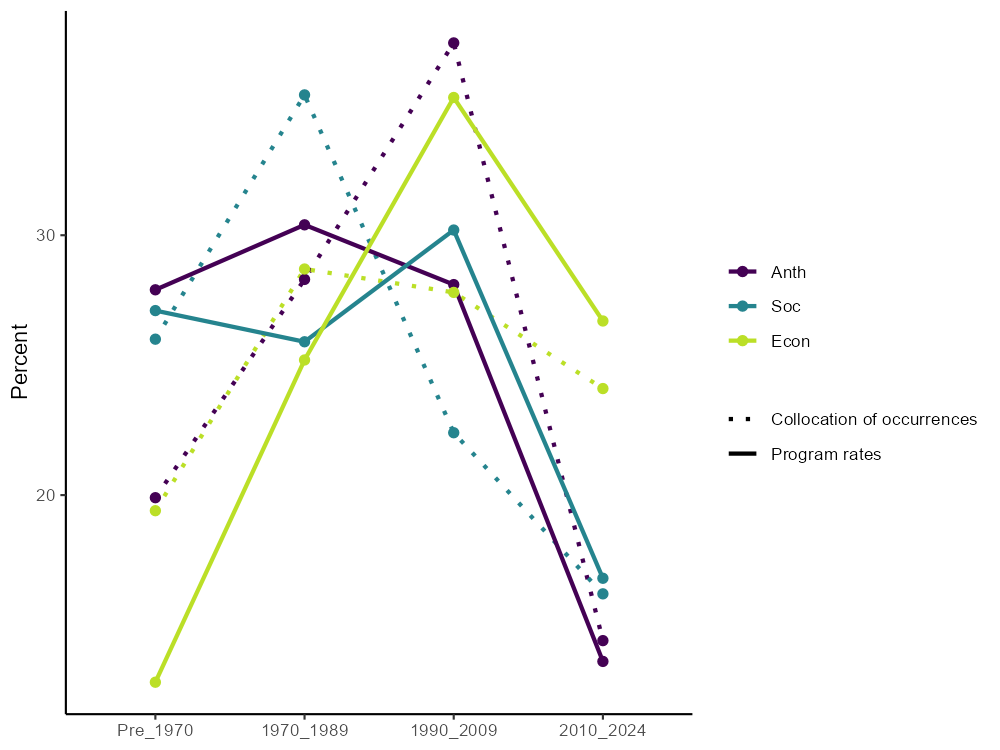 Percent
30
20
Pre_1970
1970_1989
1990_2009
2010_2024
Anth
Soc
Econ
Collocation of occurrences
Program rates